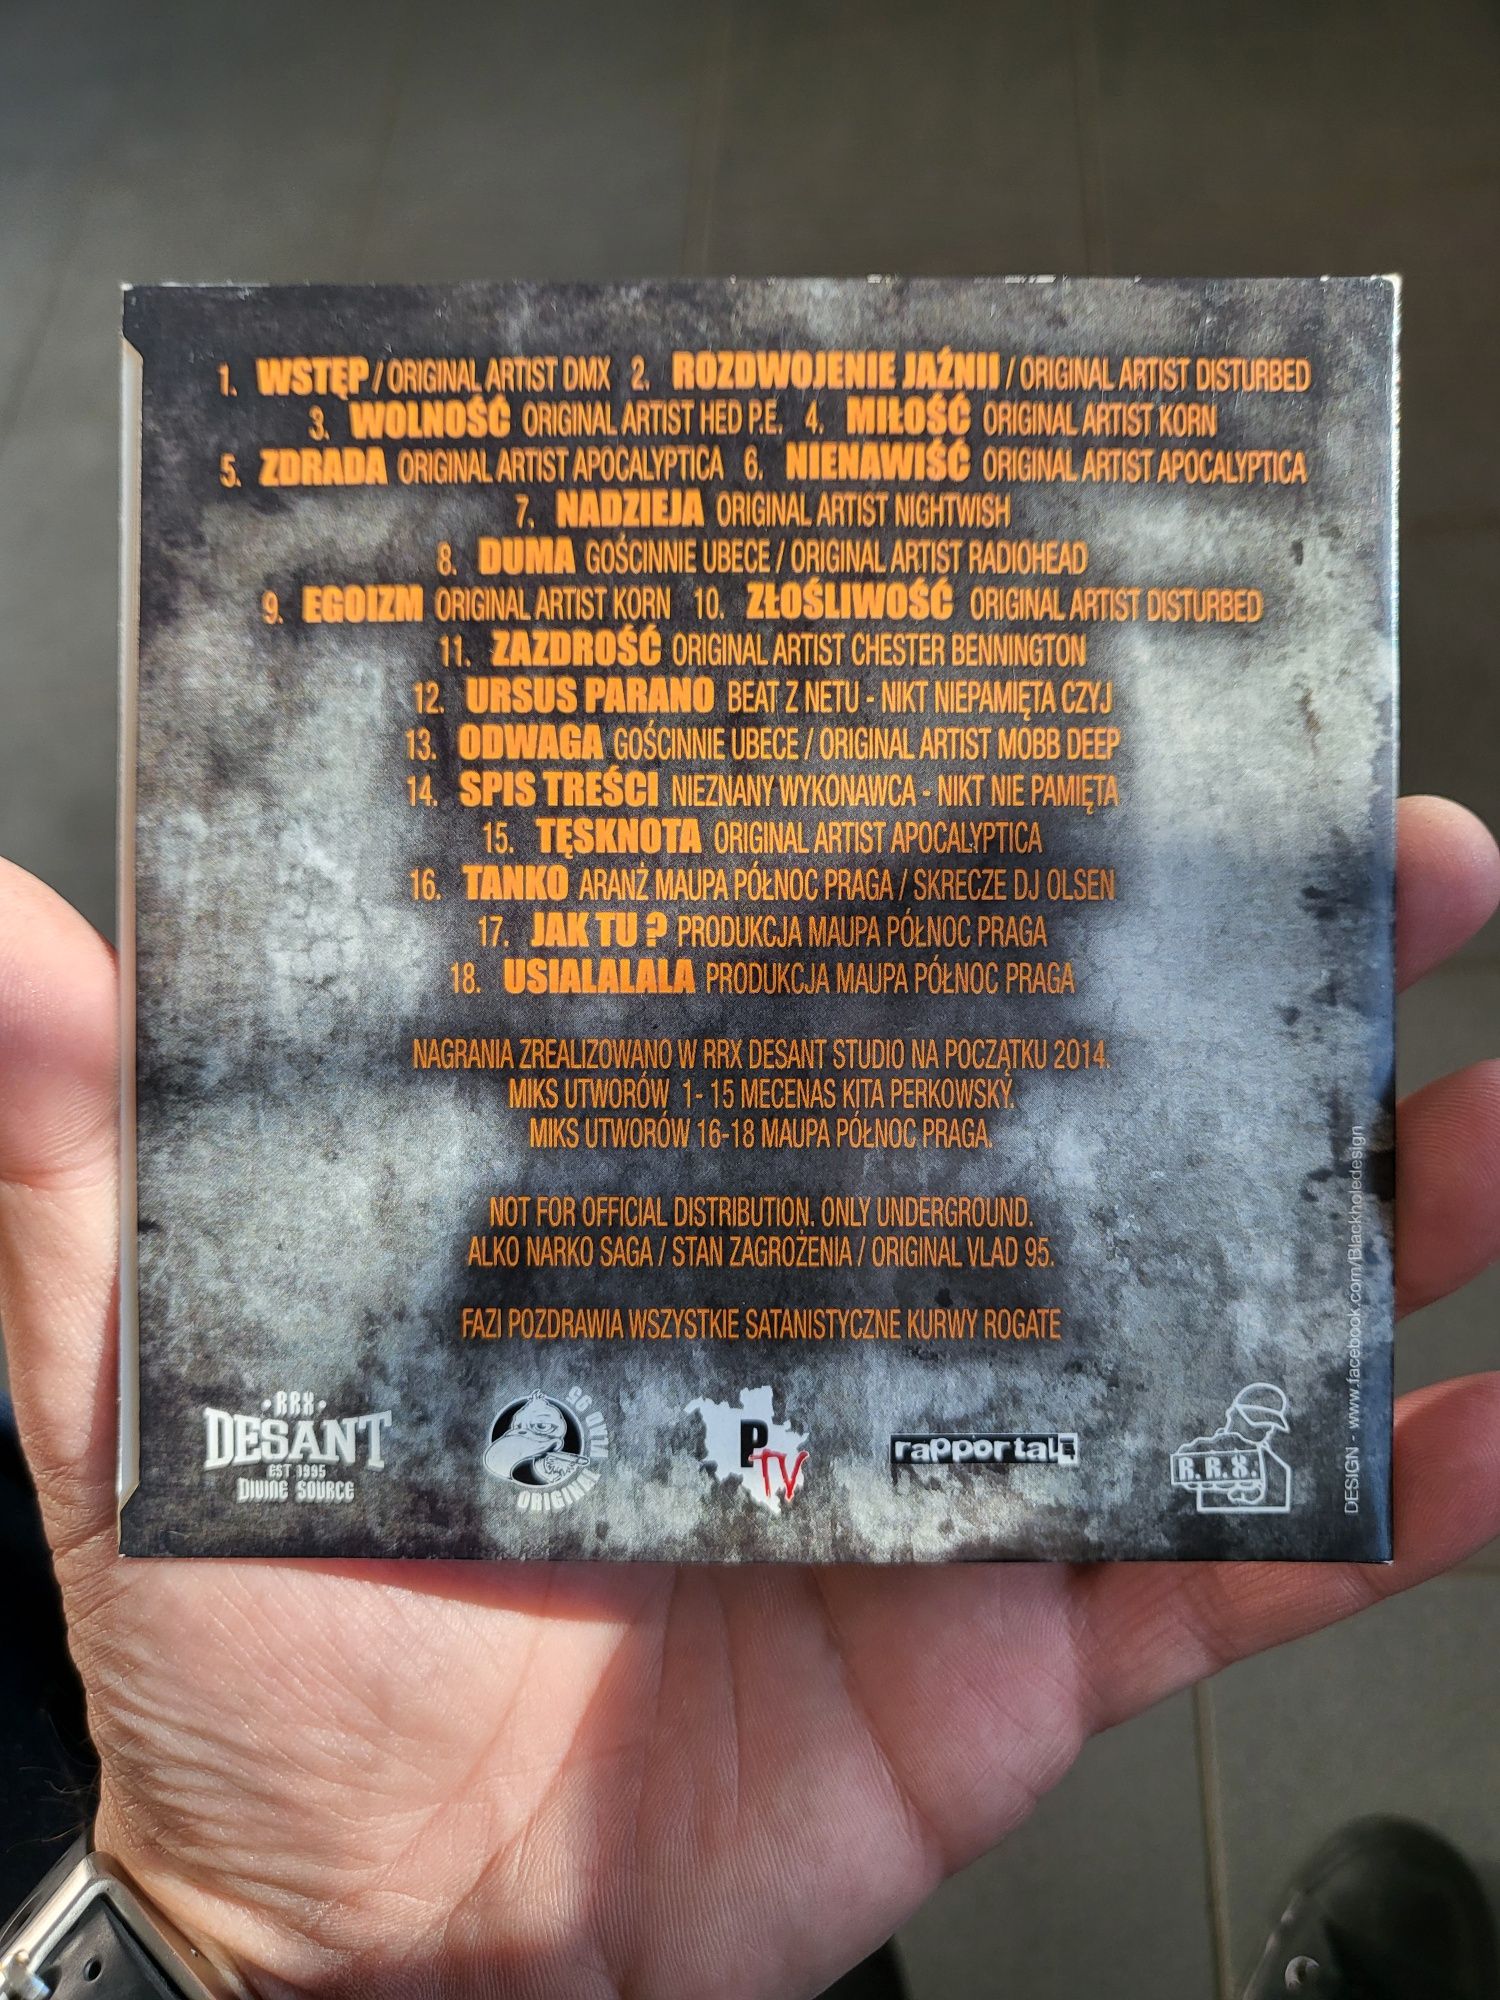 1. WSTĘP / ORIGINAL ARTIST DMX 2. ROZDWOJENIE JAŹNII / ORIGINAL ARTIST DISTURBED
3. WOLNOŚĆ ORIGINAL ARTIST HED P.E. 4. MIŁOŚĆ ORIGINAL ARTIST KORN
5. ZDRADA ORIGINAL ARTIST APOCALYPTICA 6. NIENAWIŚĆ ORIGINAL ARTIST APOCALYPTICA
7. NADZIEJA ORIGINAL ARTIST NIGHTWISH
8. DUMA GOŚCINNIE UBECE / ORIGINAL ARTIST RADIOHEAD
9. EGOIZM ORIGINAL ARTIST KORN 10. ZŁOŚLIWOŚĆ ORIGINAL ARTIST DISTURBED
11. ZAZDROŚĆ ORIGINAL ARTIST CHESTER BENNINGTON
12. URSUS PARANO BEAT Z NETU - NIKT NIEPAMIĘTA CZYJ
13. ODWAGA GOŚCINNIE UBECE / ORIGINAL ARTIST MOBB DEEP
14. SPIS TREŚCI NIEZNANY WYKONAWCA - NIKT NIE PAMIĘTA
15. TĘSKNOTA ORIGINAL ARTIST APOCALYPTICA
16. TANKO ARANŻ MAUPA PÓŁNOC PRAGA / SKRECZE DJ OLSEN
17. JAK TU ? PRODUKCJA MAUPA PÓŁNOC PRAGA
18. USIALALALA PRODUKCJA MAUPA PÓŁNOC PRAGA
NAGRANIA ZREALIZOWANO W RRX DESANT STUDIO NA POCZĄTKU 2014.
MIKS UTWORÓW 1- 15 MECENAS KITA PERKOWSKY.
MIKS UTWORÓW 16-18 MAUPA PÓŁNOC PRAGA.
NOT FOR OFFICIAL DISTRIBUTION. ONLY UNDERGROUND.
ALKO NARKO SAGA / STAN ZAGROŻENIA / ORIGINAL VLAD 95.
FAZI POZDRAWIA WSZYSTKIE SATANISTYCZNE KURWY ROGATE
·RRX·
DESANT
EST 1995
DIVINE SOURCE
ORIGINAL
PTV
rapportal
R.R.X.
DESIGN - www.facebook.com/Blackholedesign